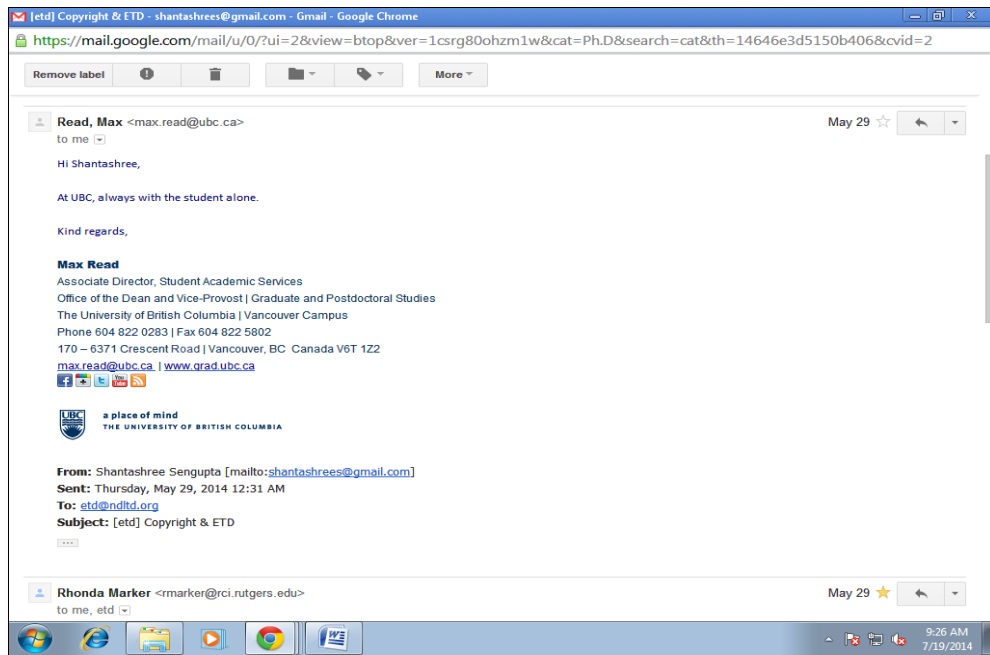 [etd] Copyright & ETD - shantashrees@gmail.com - Gmail - Google Chrome
https://mail.google.com/mail/u/0/?ui=2&view=btop&ver=1csrg80ohzm1w&cat=Ph.D&search=cat&th=14646e3d5150b406&cvid=2
Remove label More
Read, Max <max.read@ubc.ca> May 29
to me
Hi Shantashree,
At UBC, always with the student alone.
Kind regards,
Max Read
Associate Director, Student Academic Services
Office of the Dean and Vice-Provost | Graduate and Postdoctoral Studies
The University of British Columbia | Vancouver Campus
Phone 604 822 0283 | Fax 604 822 5802
170 – 6371 Crescent Road | Vancouver, BC Canada V6T 1Z2
max.read@ubc.ca | www.grad.ubc.ca
You Tube
UBC a place of mind
THE UNIVERSITY OF BRITISH COLUMBIA
From: Shantashree Sengupta [mailto:shantashrees@gmail.com]
Sent: Thursday, May 29, 2014 12:31 AM
To: etd@ndltd.org
Subject: [etd] Copyright & ETD
Rhonda Marker <rmarker@rci.rutgers.edu> May 29
to me, etd
9:26 AM
7/19/2014